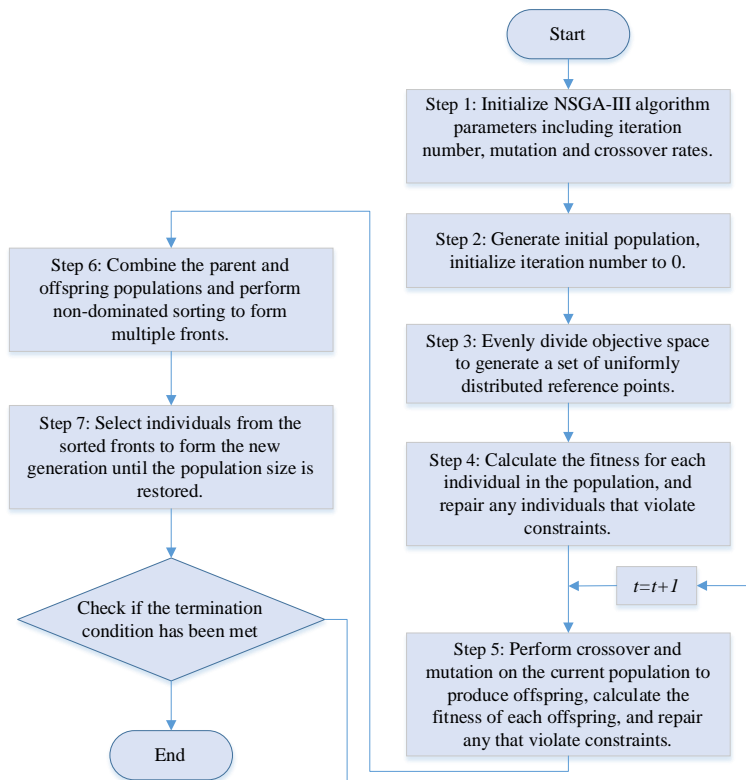 Start
Step 1: Initialize NSGA-III algorithm
parameters including iteration
number, mutation and crossover rates.
Step 2: Generate initial population,
initialize iteration number to 0.
Step 3: Evenly divide objective space
to generate a set of uniformly
distributed reference points.
Step 4: Calculate the fitness for each
individual in the population, and
repair any individuals that violate
constraints.
t=t+1
Step 5: Perform crossover and
mutation on the current population to
produce offspring, calculate the
fitness of each offspring, and repair
any that violate constraints.
Step 6: Combine the parent and
offspring populations and perform
non-dominated sorting to form
multiple fronts.
Step 7: Select individuals from the
sorted fronts to form the new
generation until the population size is
restored.
Check if the termination
condition has been met
End